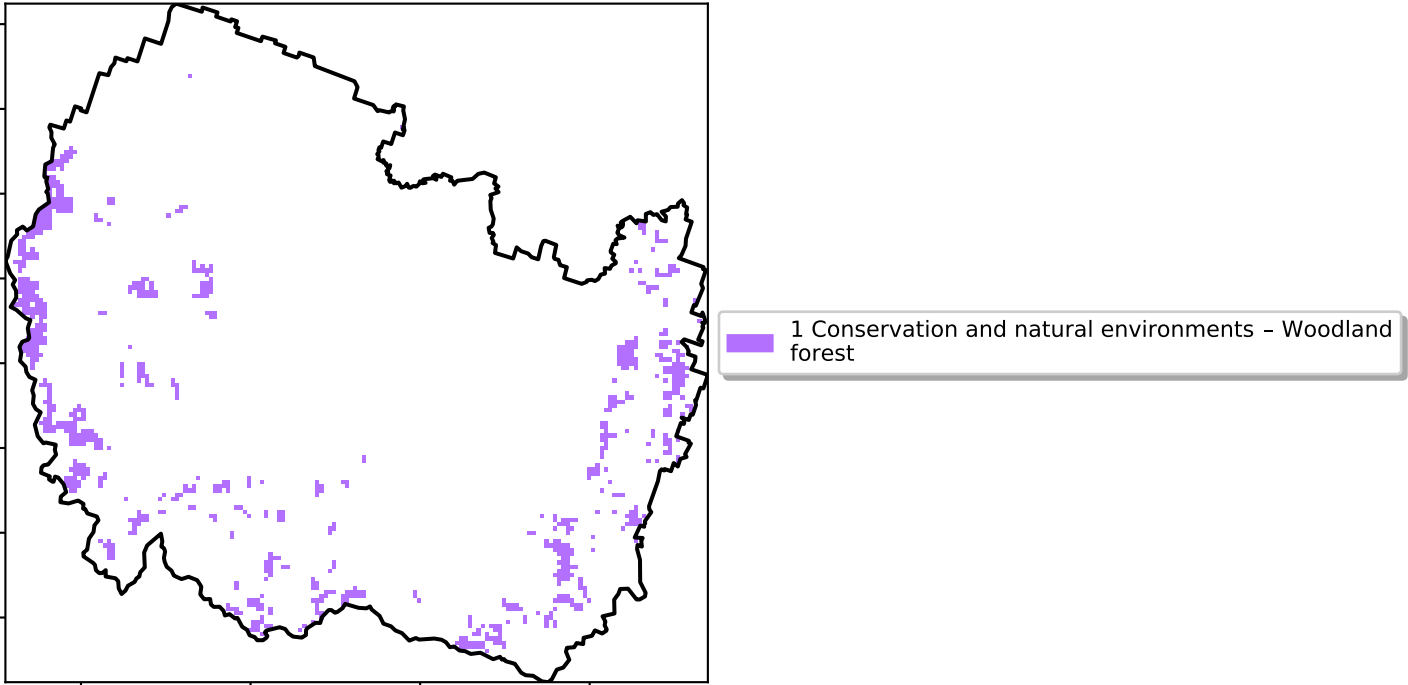 1 Conservation and natural environments – Woodland
forest